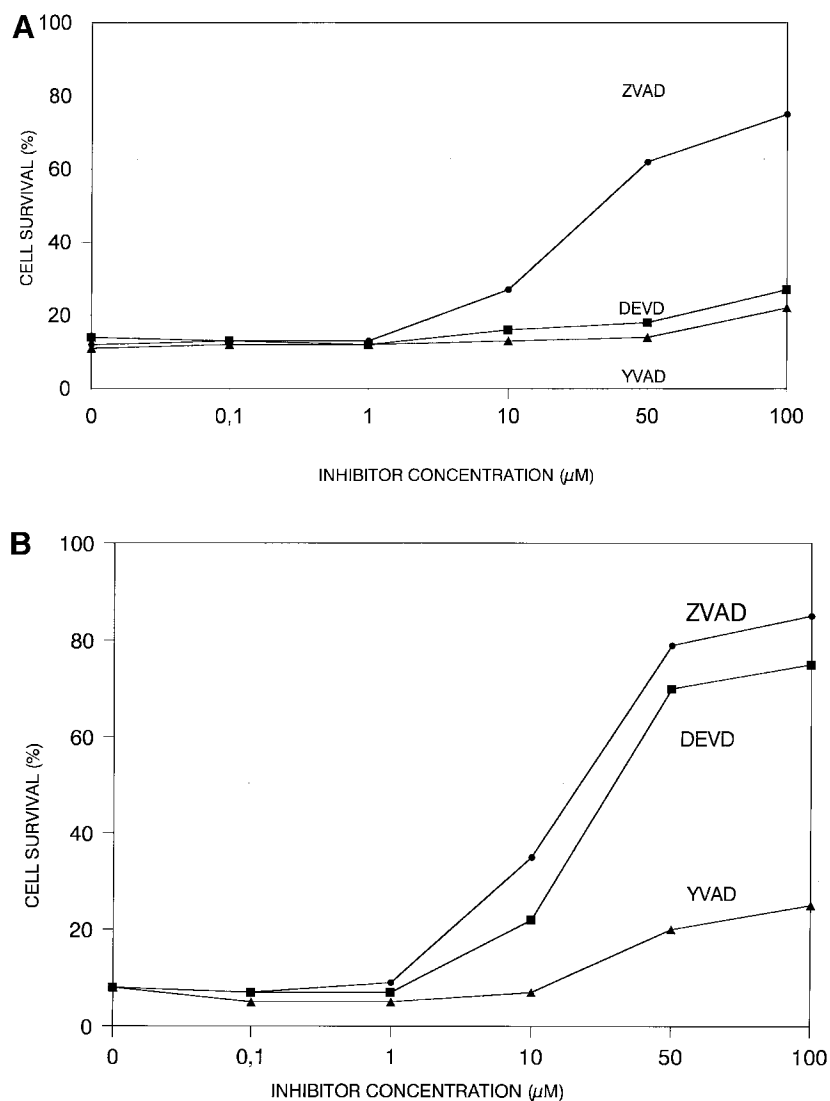 A
100
80
60
40
20
0
CELL SURVIVAL (%)
ZVAD
DEVD
YVAD
0 0,1 1 10 50 100
INHIBITOR CONCENTRATION (µM)
B
100
80
60
40
20
0
CELL SURVIVAL (%)
ZVAD
DEVD
YVAD
0 0,1 1 10 50 100
INHIBITOR CONCENTRATION (µM)